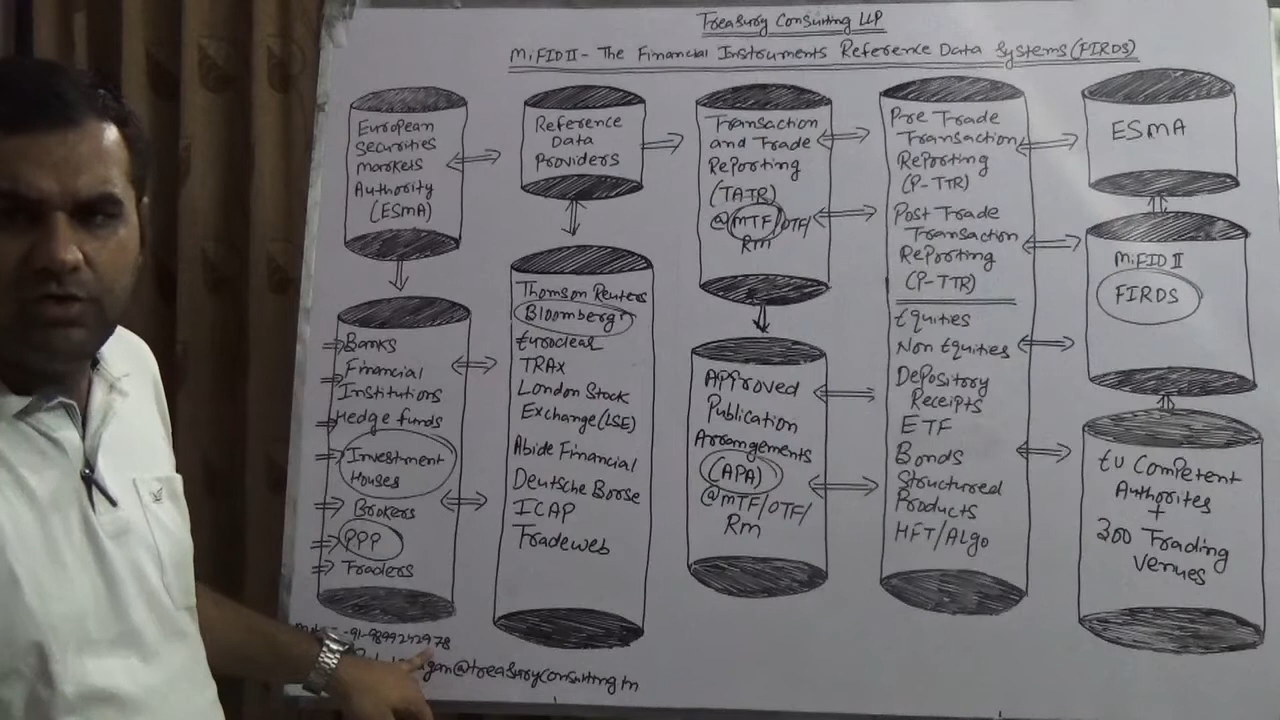 Treasury Consulting LLP
MiFID II - The Financial Instruments Reference Data Systems (FIRDS)
European
Securities
Markets
Authority
(ESMA)
Banks
Financial
Institutions
Hedge funds
Investment
Houses
Brokers
PPP
Traders
Reference
Data
Providers
Thomson Reuters
Bloomberg
Euroclear
TRAX
London Stock
Exchange (LSE)
Abide Financial
Deutsche Borse
ICAP
Tradeweb
Transaction
and Trade
Reporting
(TATR)
@MTF/OTF/
RM
Approved
Publication
Arrangements
(APA)
@MTF/OTF/
RM
Pre Trade
Transaction
Reporting
(P-TTR)
Post Trade
Transaction
Reporting
(P-TTR)
Equities
Non Equities
Depository
Receipts
ETF
Bonds
Structured
Products
HFT/Algo
ESMA
MiFID II
FIRDS
EU Competent
Authorites
+
300 Trading
Venues
-91-9899242978
@treasuryconsulting.in